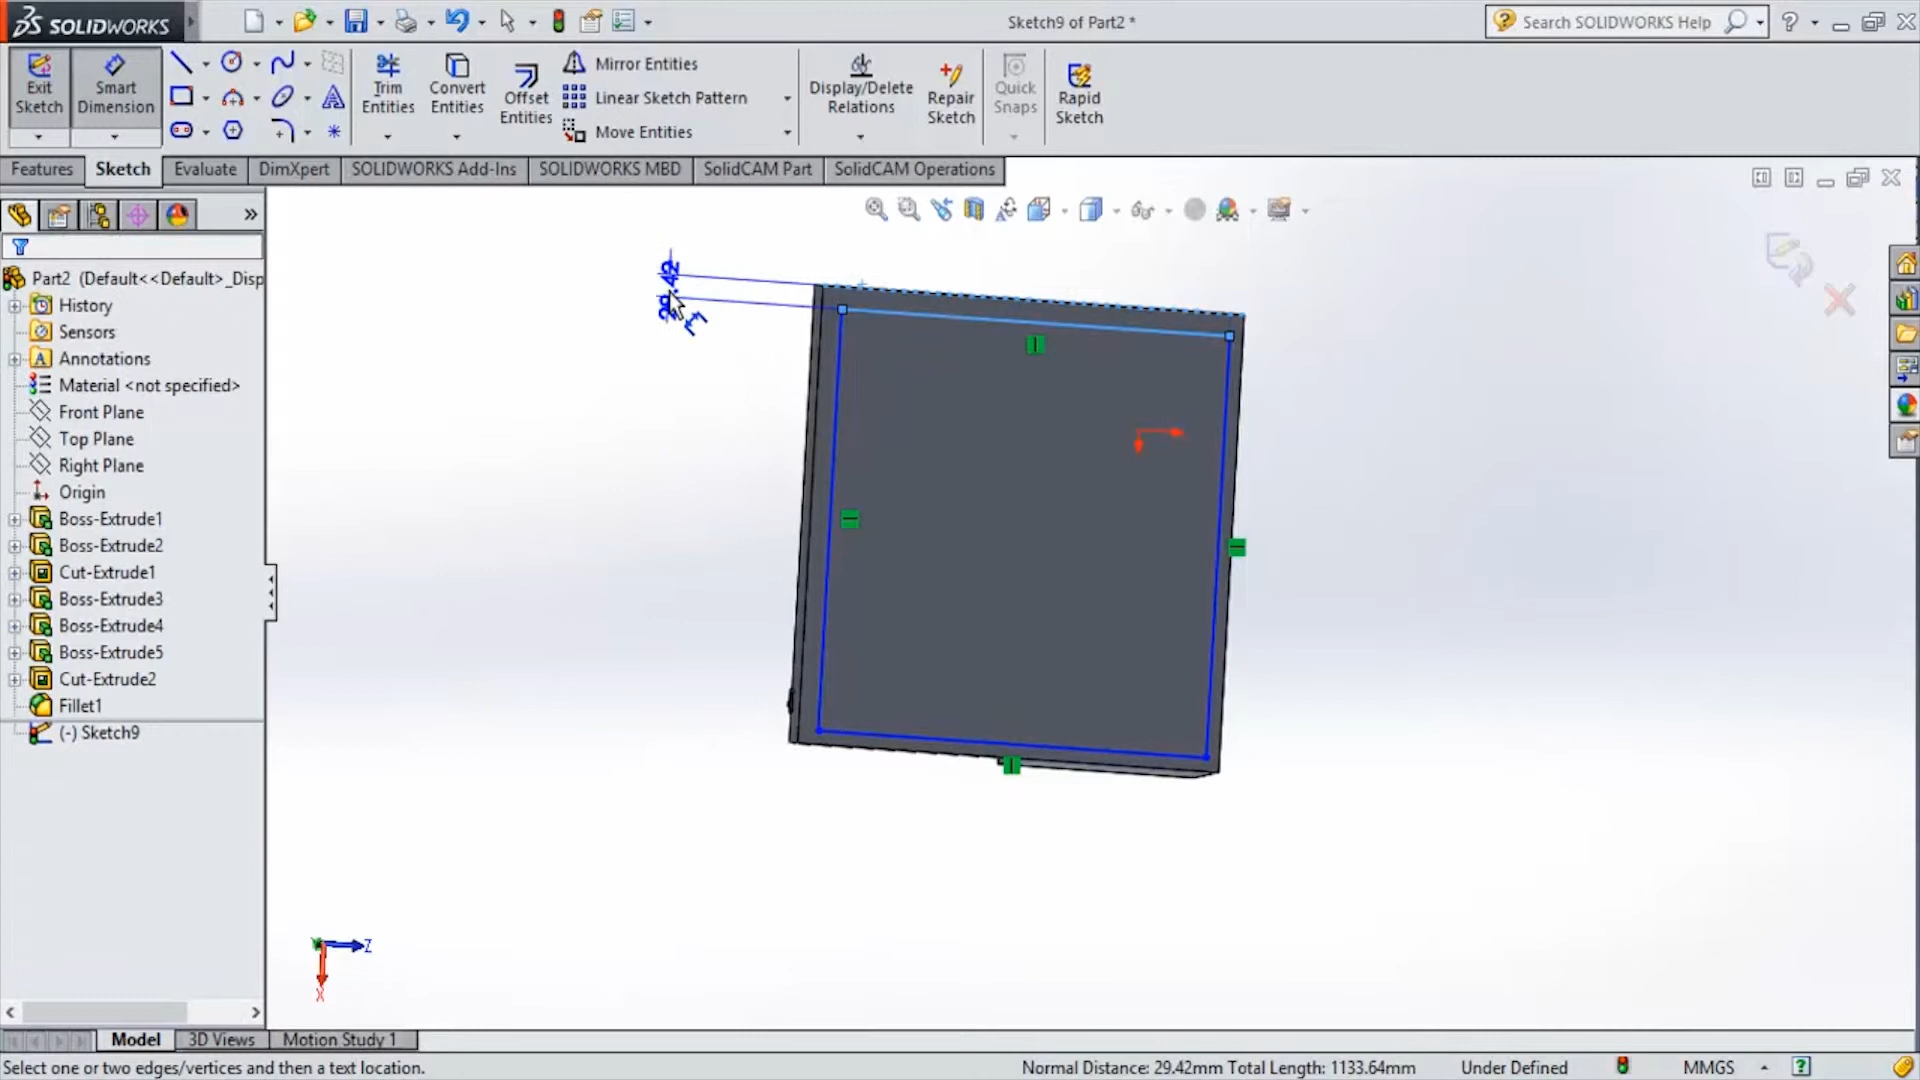 SOLIDWORKS
Sketch9 of Part2 *
Search SOLIDWORKS Help
Exit Sketch
Smart Dimension
Trim Entities
Convert Entities
Offset Entities
Mirror Entities
Linear Sketch Pattern
Move Entities
Display/Delete Relations
Repair Sketch
Quick Snaps
Rapid Sketch
Features
Sketch
Evaluate
DimXpert
SOLIDWORKS Add-Ins
SOLIDWORKS MBD
SolidCAM Part
SolidCAM Operations
Part2 (Default<<Default>_Disp
History
Sensors
Annotations
Material <not specified>
Front Plane
Top Plane
Right Plane
Origin
Boss-Extrude1
Boss-Extrude2
Cut-Extrude1
Boss-Extrude3
Boss-Extrude4
Boss-Extrude5
Cut-Extrude2
Fillet1
(-) Sketch9
Z
X
Model
3D Views
Motion Study 1
Select one or two edges/vertices and then a text location.
Normal Distance: 29.42mm Total Length: 1133.64mm
Under Defined
MMGS